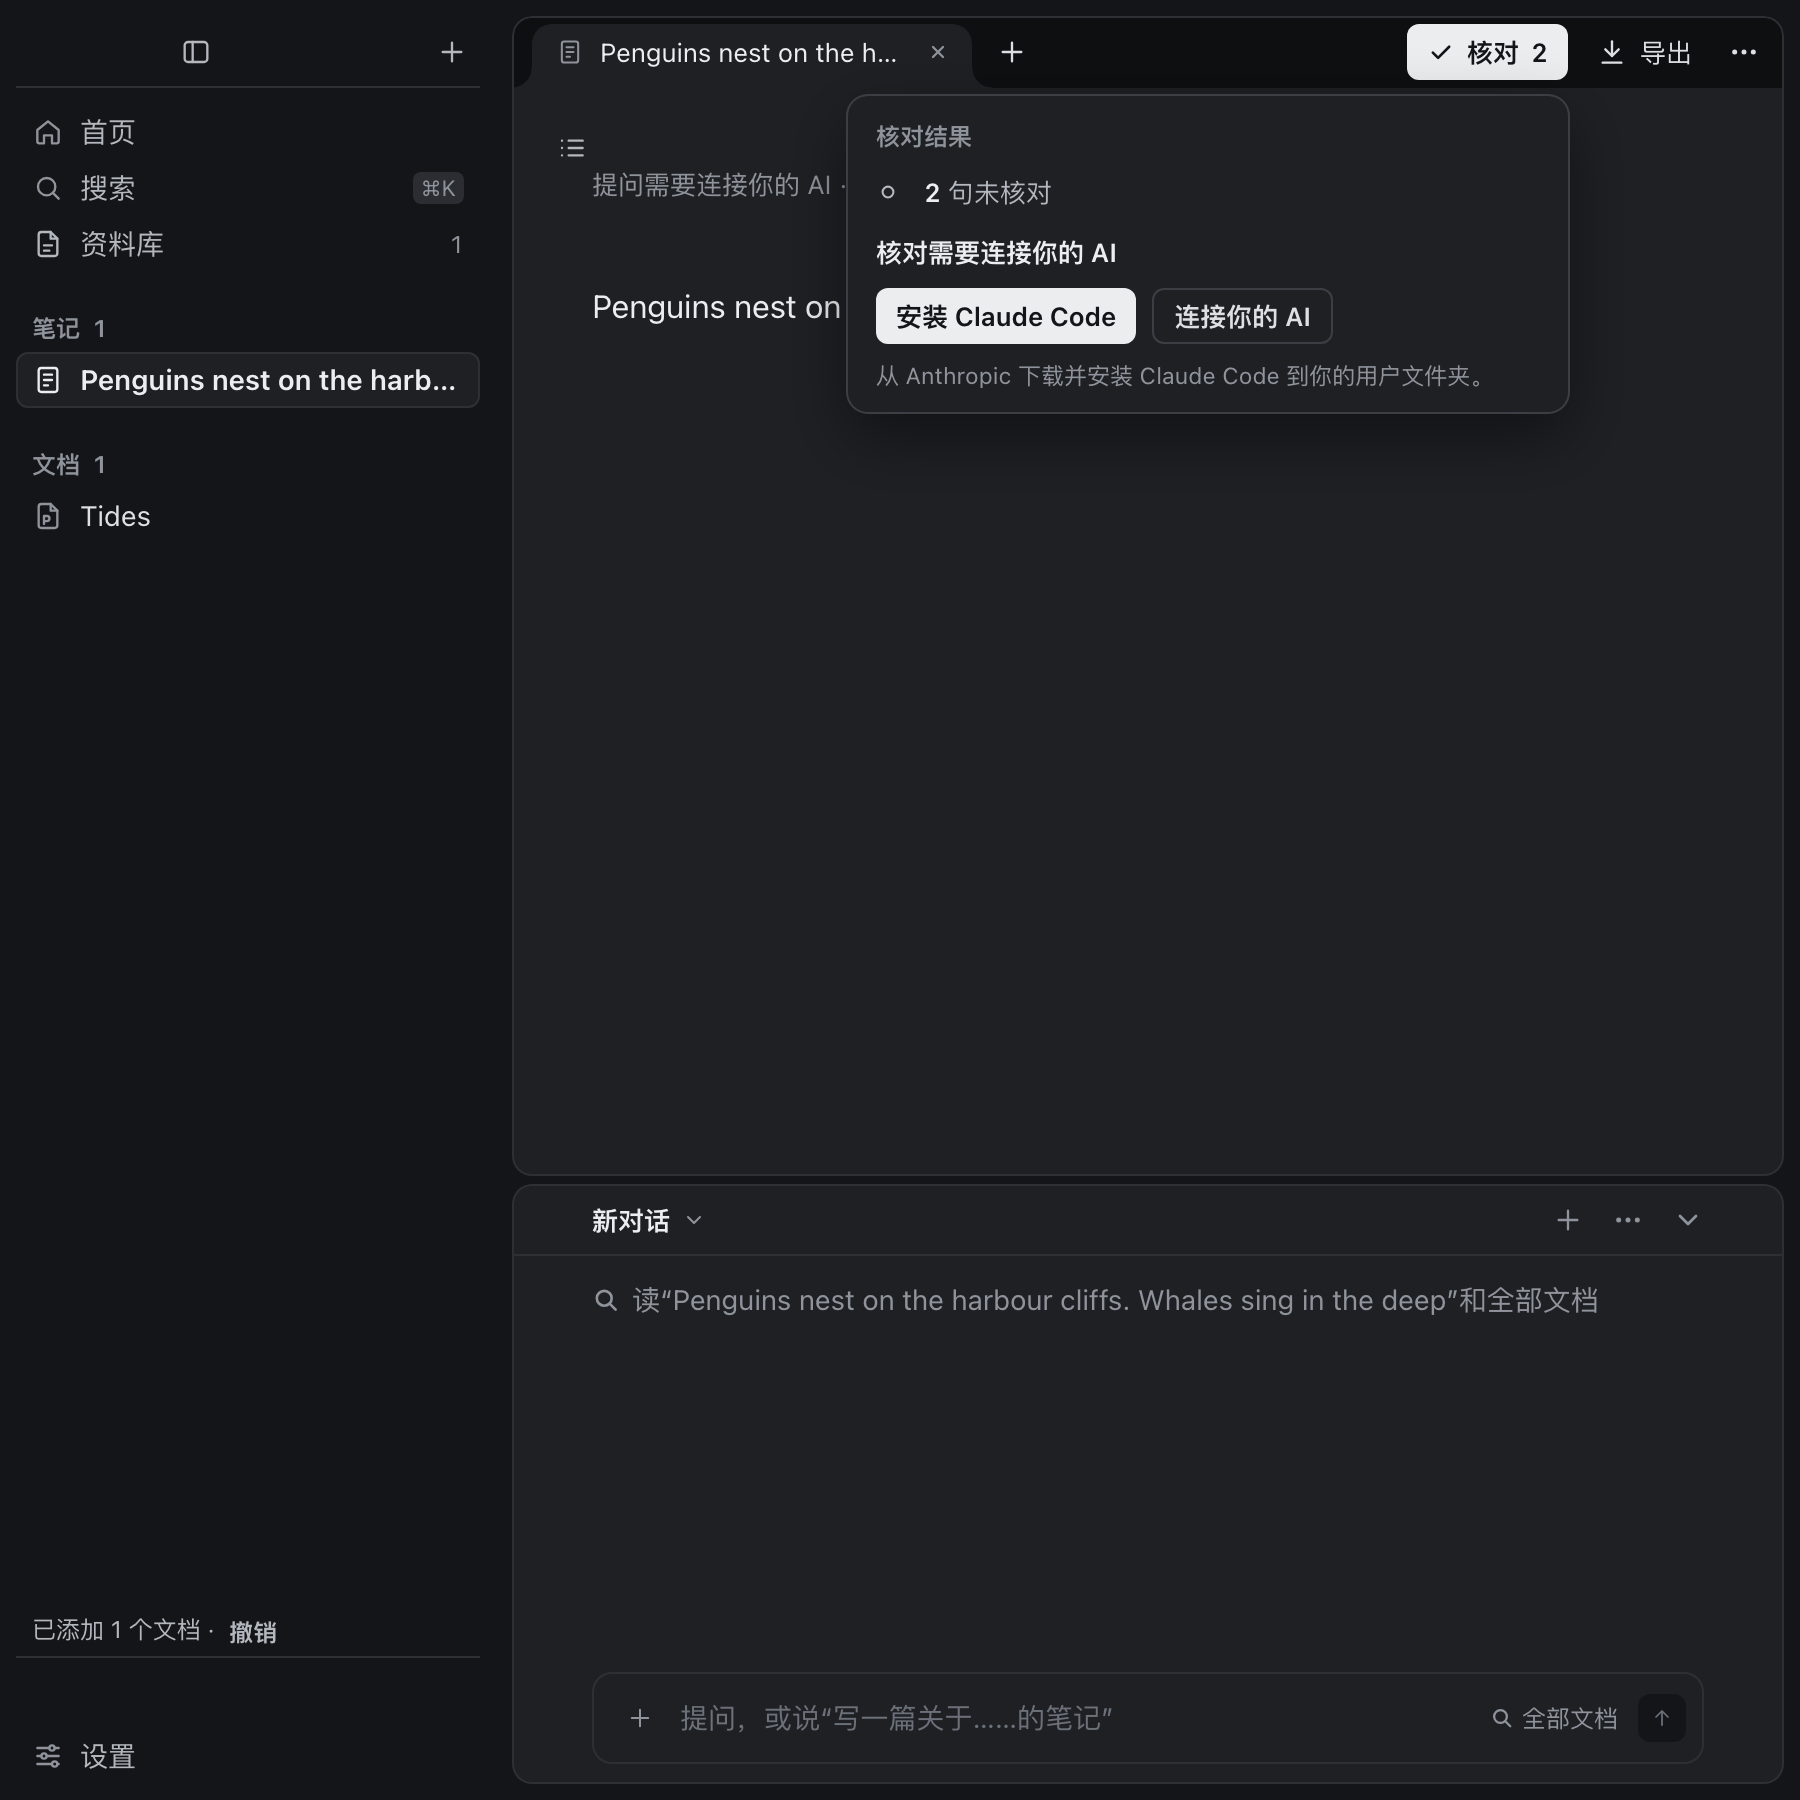 首页
搜索 ⌘K
资料库 1
笔记 1
Penguins nest on the harb...
文档 1
Tides
已添加 1 个文档 · 撤销
设置
Penguins nest on the h...
核对 2
导出
提问需要连接你的 AI ·
Penguins nest on
核对结果
2 句未核对
核对需要连接你的 AI
安装 Claude Code
连接你的 AI
从 Anthropic 下载并安装 Claude Code 到你的用户文件夹。
新对话
读“Penguins nest on the harbour cliffs. Whales sing in the deep”和全部文档
提问，或说“写一篇关于……的笔记”
全部文档